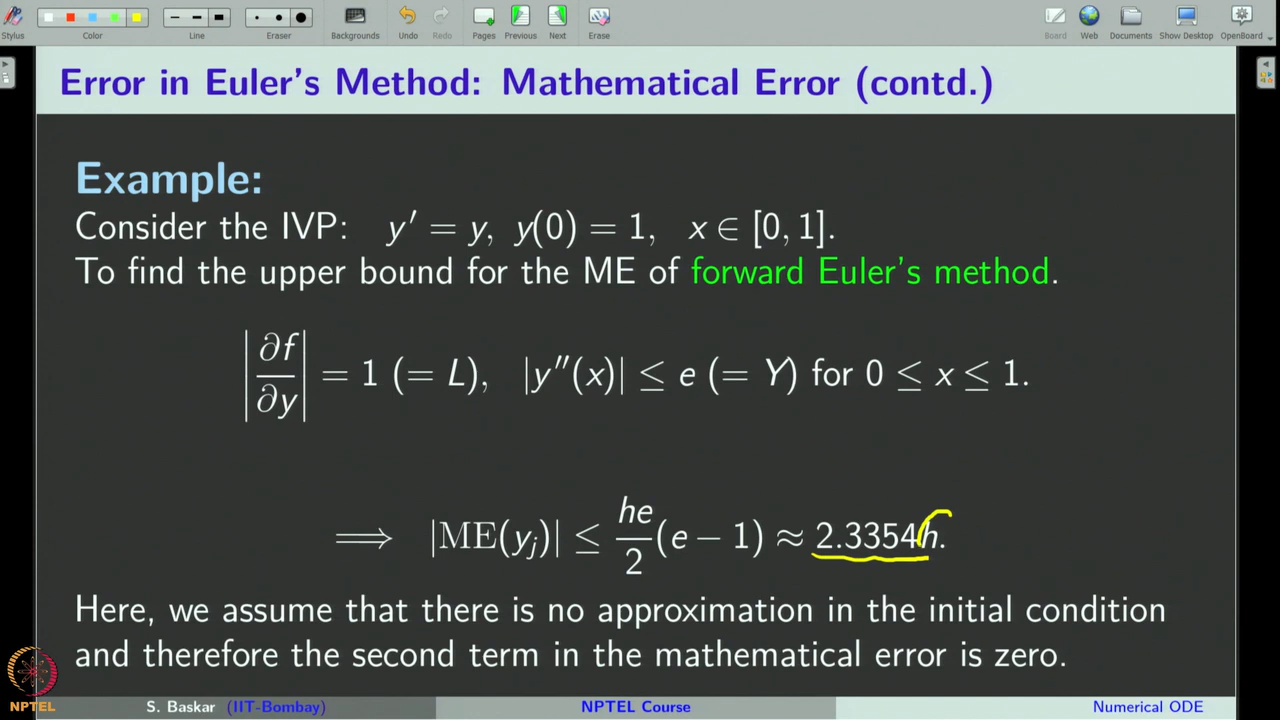 Stylus Color Line Eraser Backgrounds Undo Redo Pages Previous Next Erase Board Web Documents Show Desktop OpenBoard
Error in Euler's Method: Mathematical Error (contd.)
Example:
Consider the IVP: y′ = y, y(0) = 1, x ∈ [0, 1].
To find the upper bound for the ME of forward Euler's method.
|∂f/∂y| = 1 (= L), |y″(x)| ≤ e (= Y) for 0 ≤ x ≤ 1.
⟹ |ME(yⱼ)| ≤ he/2 (e − 1) ≈ 2.3354h.
Here, we assume that there is no approximation in the initial condition
and therefore the second term in the mathematical error is zero.
NPTEL
S. Baskar (IIT-Bombay) NPTEL Course Numerical ODE